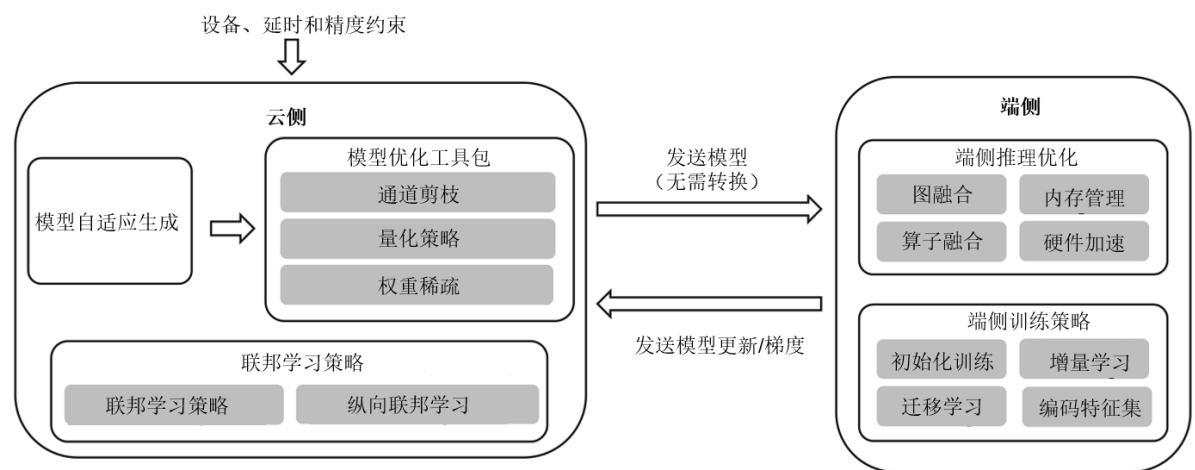 设备、延时和精度约束
云侧
模型自适应生成
模型优化工具包
通道剪枝
量化策略
权重稀疏
联邦学习策略
联邦学习策略
纵向联邦学习
发送模型
（无需转换）
发送模型更新/梯度
端侧
端侧推理优化
图融合
内存管理
算子融合
硬件加速
端侧训练策略
初始化训练
增量学习
迁移学习
编码特征集